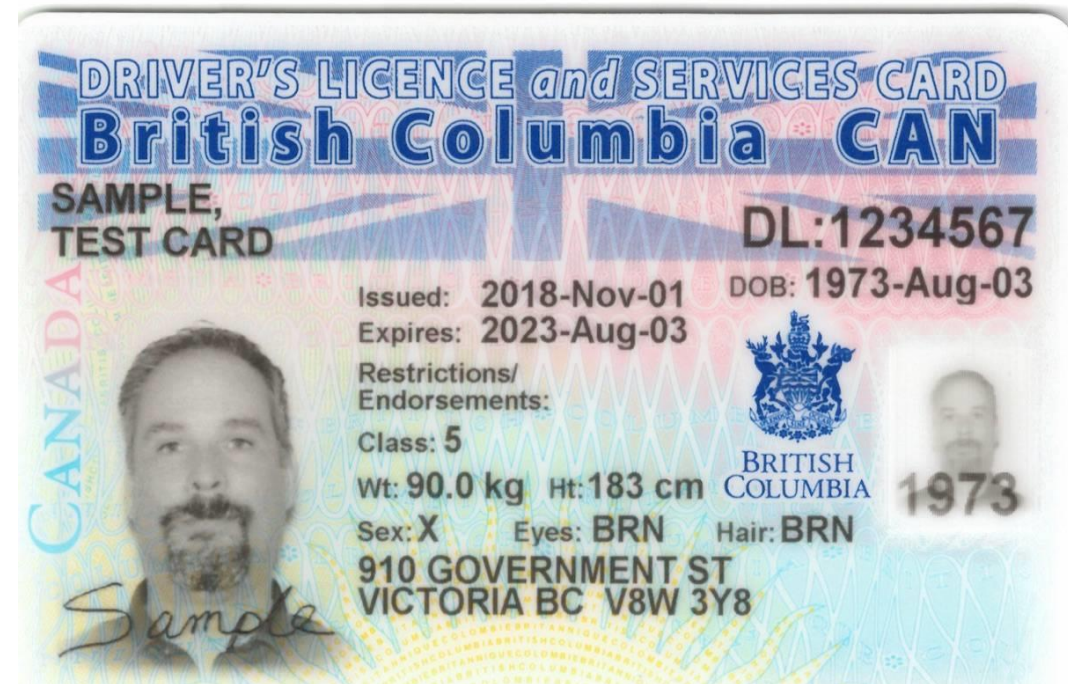 DRIVER'S LICENCE and SERVICES CARD
British Columbia CAN
SAMPLE,
TEST CARD
DL:1234567
Issued: 2018-Nov-01
DOB: 1973-Aug-03
Expires: 2023-Aug-03
Restrictions/
Endorsements:
Class: 5
Wt: 90.0 kg Ht: 183 cm
BRITISH
COLUMBIA
1973
Sex: X Eyes: BRN Hair: BRN
910 GOVERNMENT ST
VICTORIA BC V8W 3Y8
CANADA
Sample